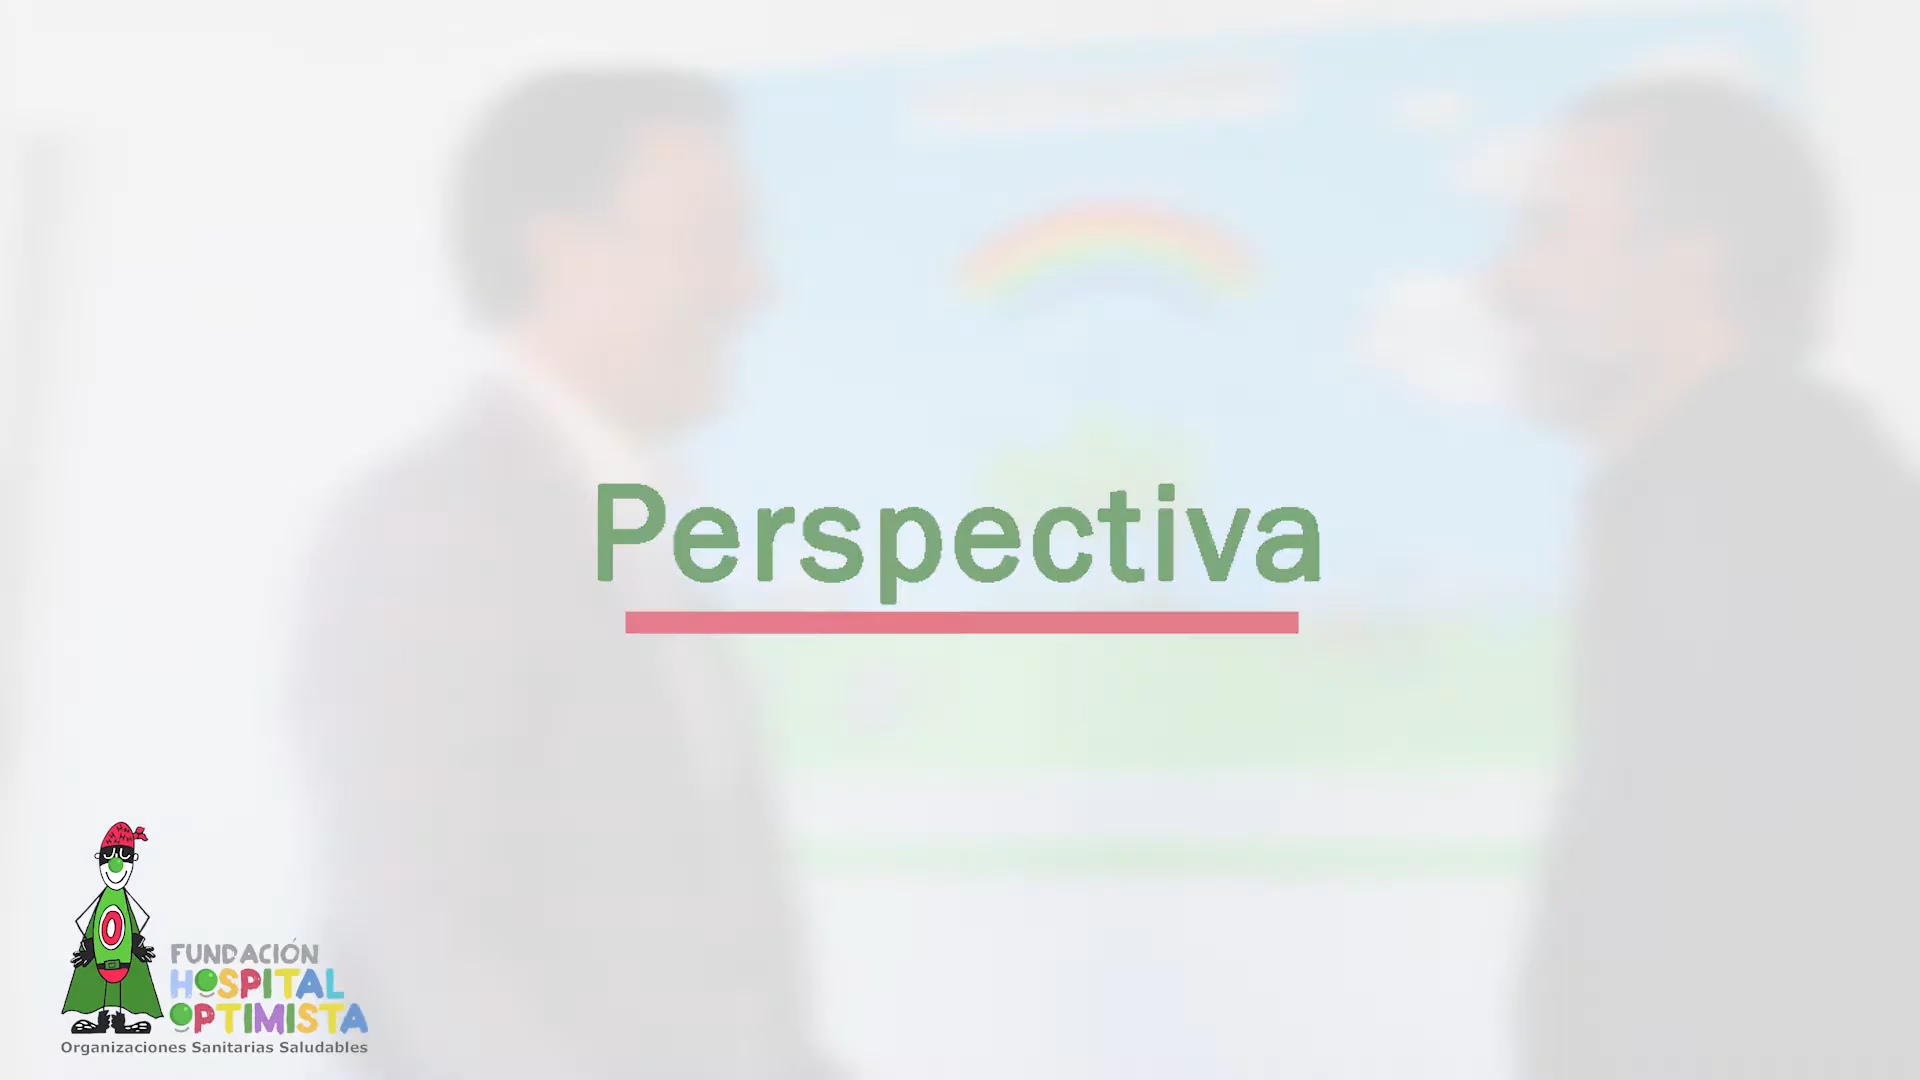 Perspectiva
FUNDACIÓN
HOSPITAL
OPTIMISTA
Organizaciones Sanitarias Saludables